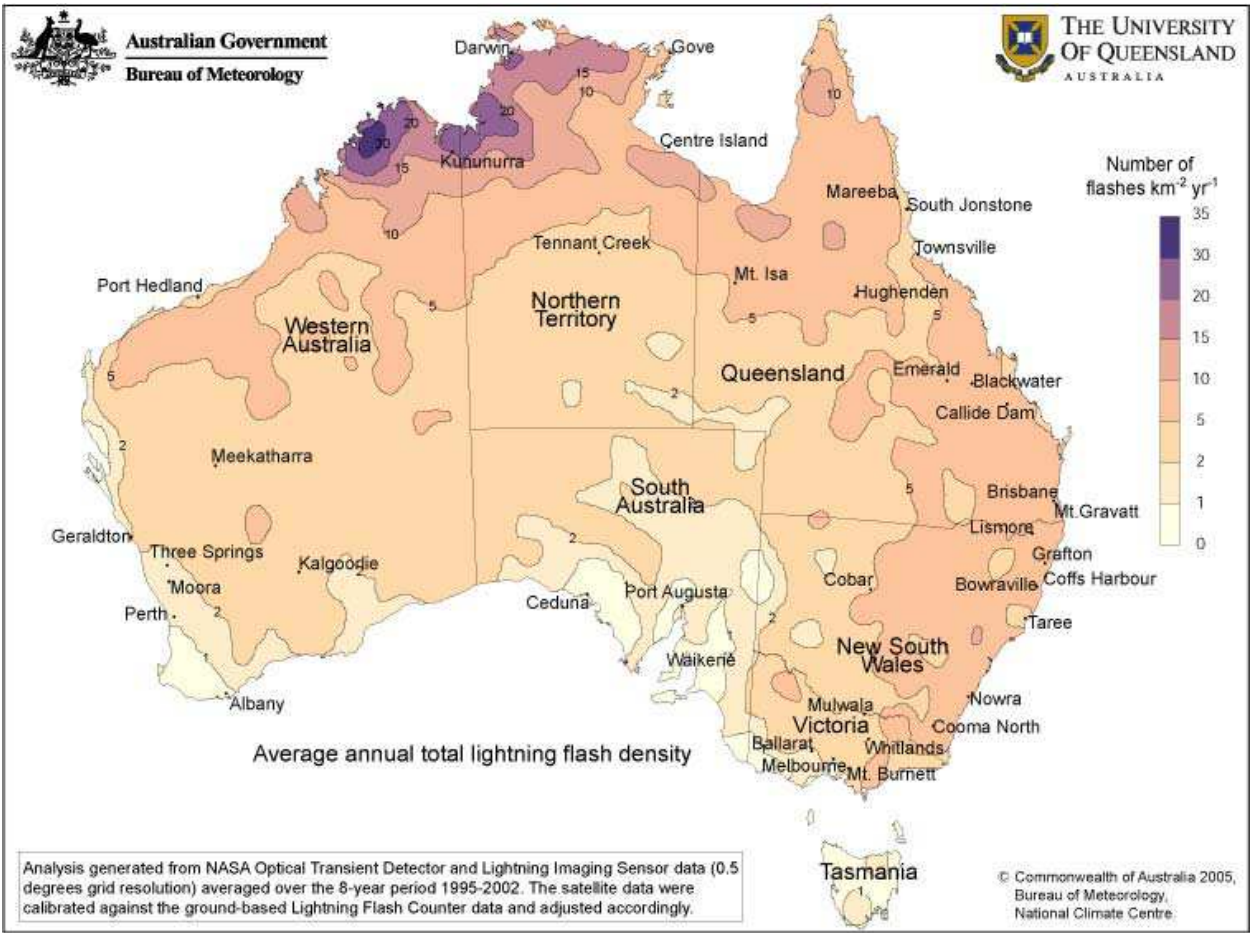 Australian Government
Bureau of Meteorology
THE UNIVERSITY
OF QUEENSLAND
AUSTRALIA
Darwin
Gove
15
10
10
20
20
30
Centre Island
Kununurra
15
Number of
flashes km-2 yr-1
Mareeba
South Jonstone
35
10
Tennant Creek
Townsville
30
Mt. Isa
Port Hedland
Hughenden
20
Northern
Territory
5
5
5
Western
Australia
15
Queensland
Emerald
5
Blackwater
10
2
Callide Dam
5
2
Meekatharra
2
South
Australia
5
Brisbane
1
Mt.Gravatt
Geraldton
Lismore
2
0
Three Springs
Kalgoodie
Grafton
Moora
Cobar
Bowraville
Coffs Harbour
Port Augusta
Ceduna
Perth
2
2
Taree
1
New South
Wales
1
Waikerie
Albany
Nowra
Mulwala
Victoria
Cooma North
Average annual total lightning flash density
Ballarat
Whitlands
Melbourne
Mt. Burnett
Tasmania
1
Analysis generated from NASA Optical Transient Detector and Lightning Imaging Sensor data (0.5
degrees grid resolution) averaged over the 8-year period 1995-2002. The satellite data were
calibrated against the ground-based Lightning Flash Counter data and adjusted accordingly.
© Commonwealth of Australia 2005,
Bureau of Meteorology,
National Climate Centre